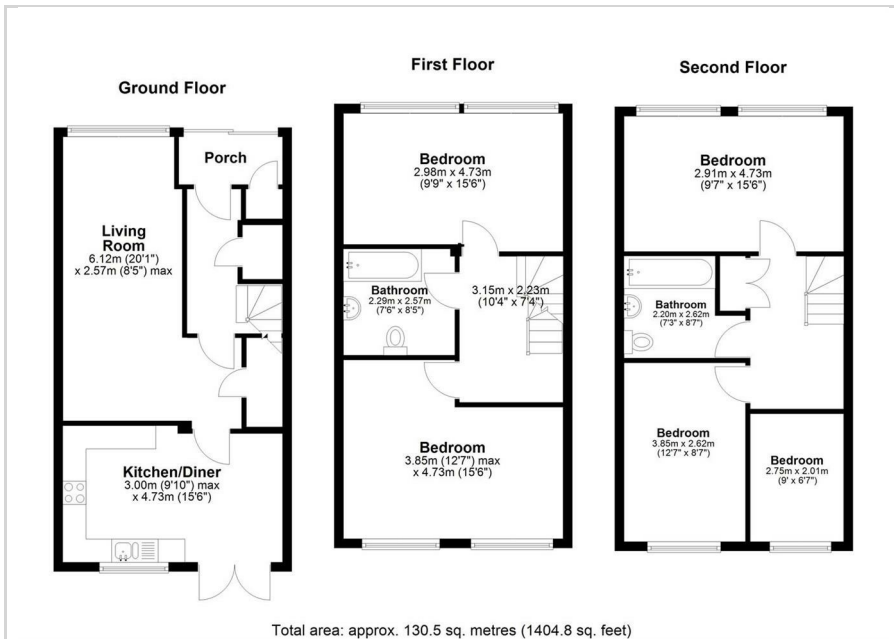 Ground Floor
Porch
Living
Room
6.12m (20'1")
x 2.57m (8'5") max
Kitchen/Diner
3.00m (9'10") max
x 4.73m (15'6")
First Floor
Bedroom
2.98m x 4.73m
(9'9" x 15'6")
Bathroom
2.29m x 2.57m
(7'6" x 8'5")
3.15m x 2.23m
(10'4" x 7'4")
Bedroom
3.85m (12'7") max
x 4.73m (15'6")
Second Floor
Bedroom
2.91m x 4.73m
(9'7" x 15'6")
Bathroom
2.20m x 2.62m
(7'3" x 8'7")
Bedroom
3.85m x 2.62m
(12'7" x 8'7")
Bedroom
2.75m x 2.01m
(9' x 6'7")
Total area: approx. 130.5 sq. metres (1404.8 sq. feet)